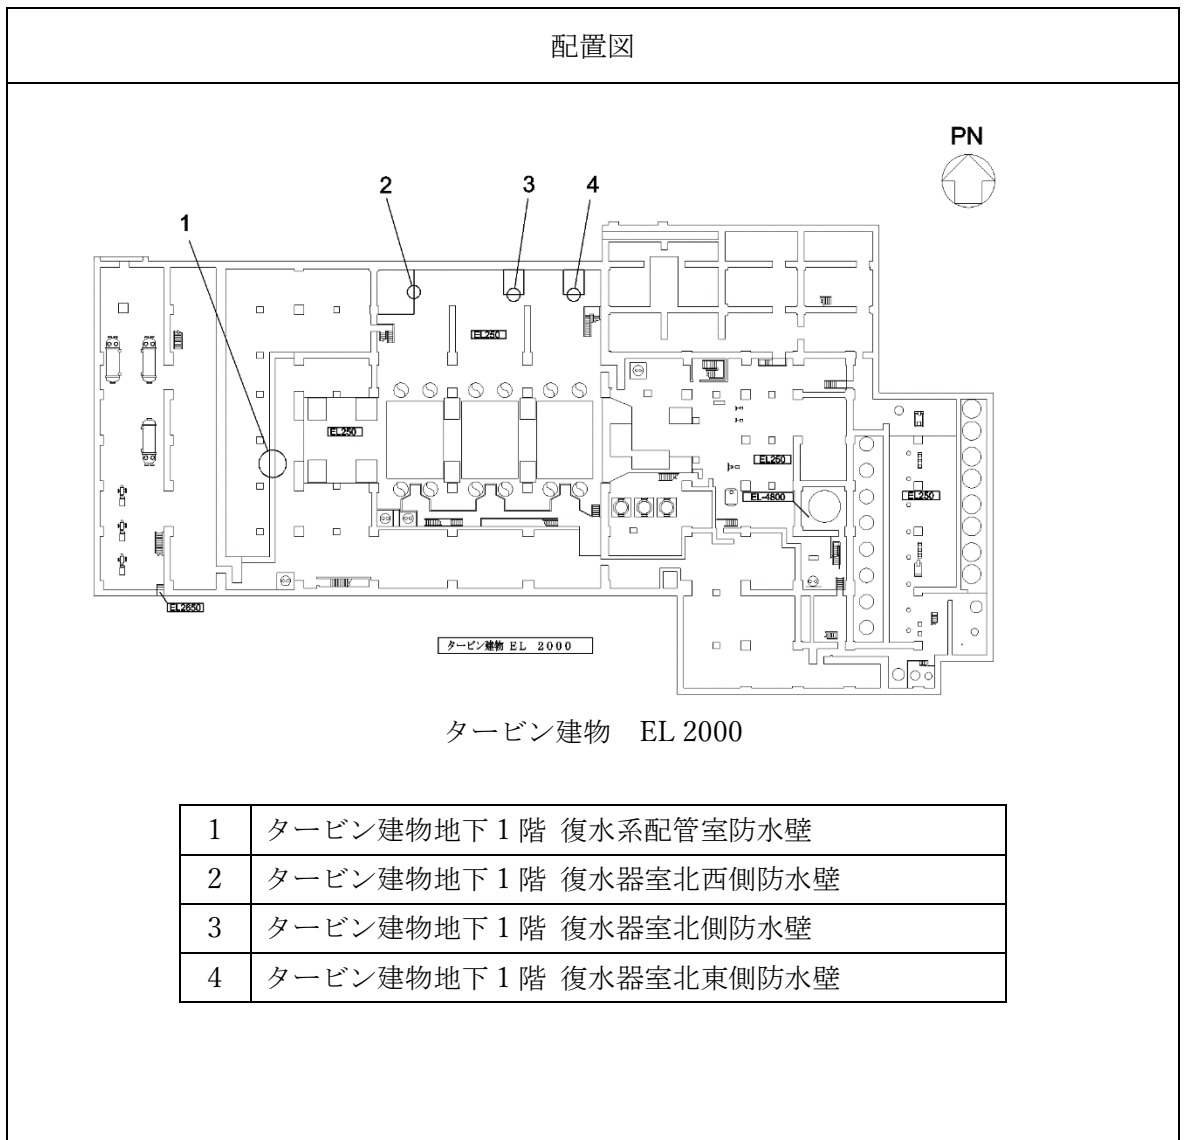 配置図
PN
2
3
4
1
EL250
EL250
EL250
EL-4800
EL250
EL2650
タービン建物 EL 2000
タービン建物 EL 2000
1 タービン建物地下1階 復水系配管室防水壁
2 タービン建物地下1階 復水器室北西側防水壁
3 タービン建物地下1階 復水器室北側防水壁
4 タービン建物地下1階 復水器室北東側防水壁